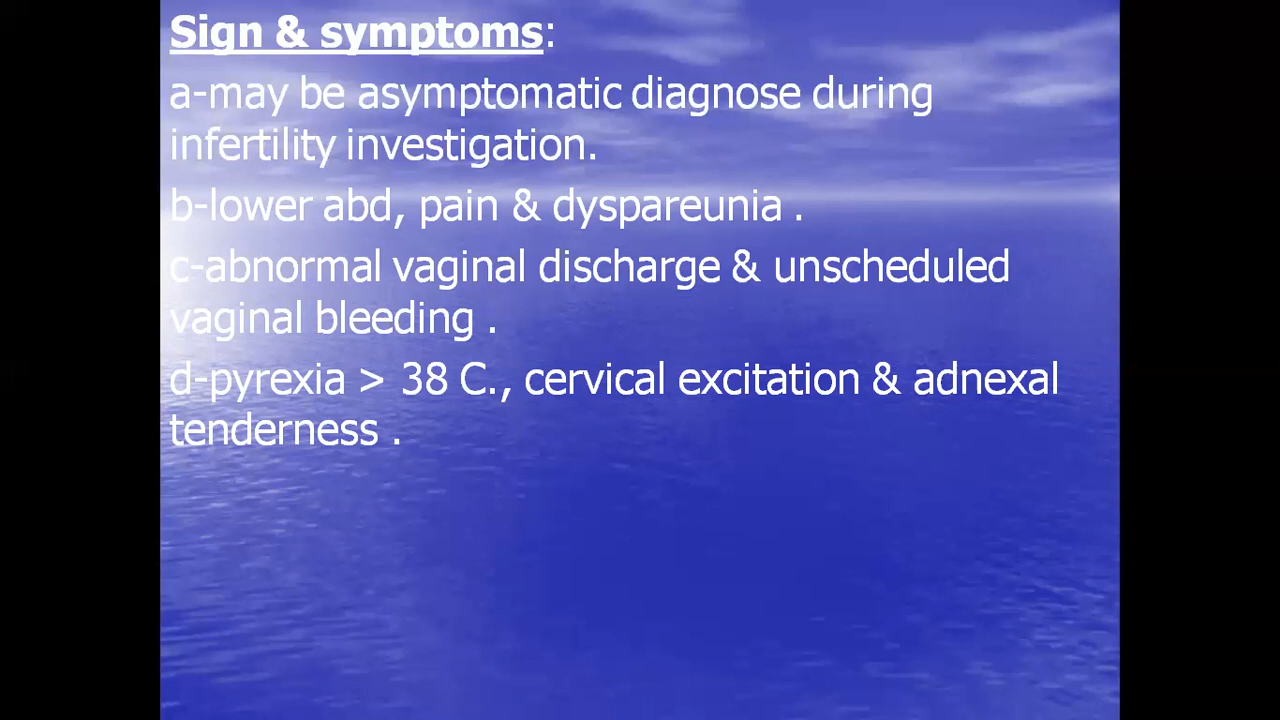 Sign & symptoms:
a-may be asymptomatic diagnose during
infertility investigation.
b-lower abd, pain & dyspareunia .
c-abnormal vaginal discharge & unscheduled
vaginal bleeding .
d-pyrexia > 38 C., cervical excitation & adnexal
tenderness .